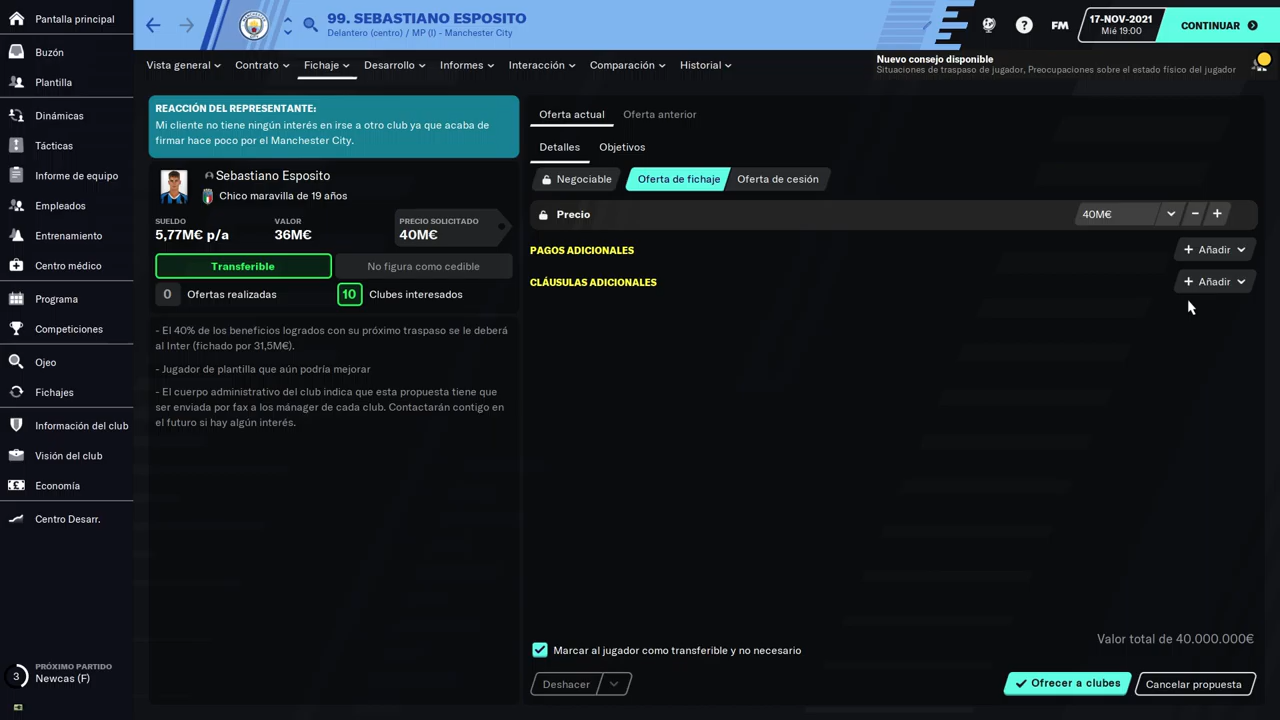 Pantalla principal
Buzón
Plantilla
Dinámicas
Tácticas
Informe de equipo
Empleados
Entrenamiento
Centro médico
Programa
Competiciones
Ojeo
Fichajes
Información del club
Visión del club
Economía
Centro Desarr.
3
PRÓXIMO PARTIDO
Newcas (F)
99. SEBASTIANO ESPOSITO
Delantero (centro) / MP (I) - Manchester City
FM
17-NOV-2021
Mié 19:00
CONTINUAR
Vista general
Contrato
Fichaje
Desarrollo
Informes
Interacción
Comparación
Historial
Nuevo consejo disponible
Situaciones de traspaso de jugador, Preocupaciones sobre el estado físico del jugador
REACCIÓN DEL REPRESENTANTE:
Mi cliente no tiene ningún interés en irse a otro club ya que acaba de
firmar hace poco por el Manchester City.
Sebastiano Esposito
Chico maravilla de 19 años
SUELDO
5,77M€ p/a
VALOR
36M€
PRECIO SOLICITADO
40M€
Transferible
No figura como cedible
0 Ofertas realizadas
10 Clubes interesados
- El 40% de los beneficios logrados con su próximo traspaso se le deberá
al Inter (fichado por 31,5M€).
- Jugador de plantilla que aún podría mejorar
- El cuerpo administrativo del club indica que esta propuesta tiene que
ser enviada por fax a los mánager de cada club. Contactarán contigo en
el futuro si hay algún interés.
Oferta actual
Oferta anterior
Detalles
Objetivos
Negociable
Oferta de fichaje
Oferta de cesión
Precio
40M€
PAGOS ADICIONALES
+ Añadir
CLÁUSULAS ADICIONALES
+ Añadir
Valor total de 40.000.000€
Marcar al jugador como transferible y no necesario
Deshacer
Ofrecer a clubes
Cancelar propuesta